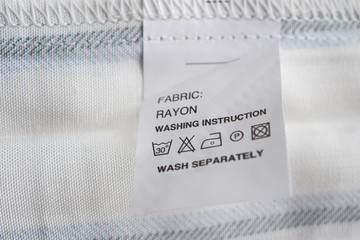 FABRIC:
RAYON
WASHING INSTRUCTION
30° P
WASH SEPARATELY